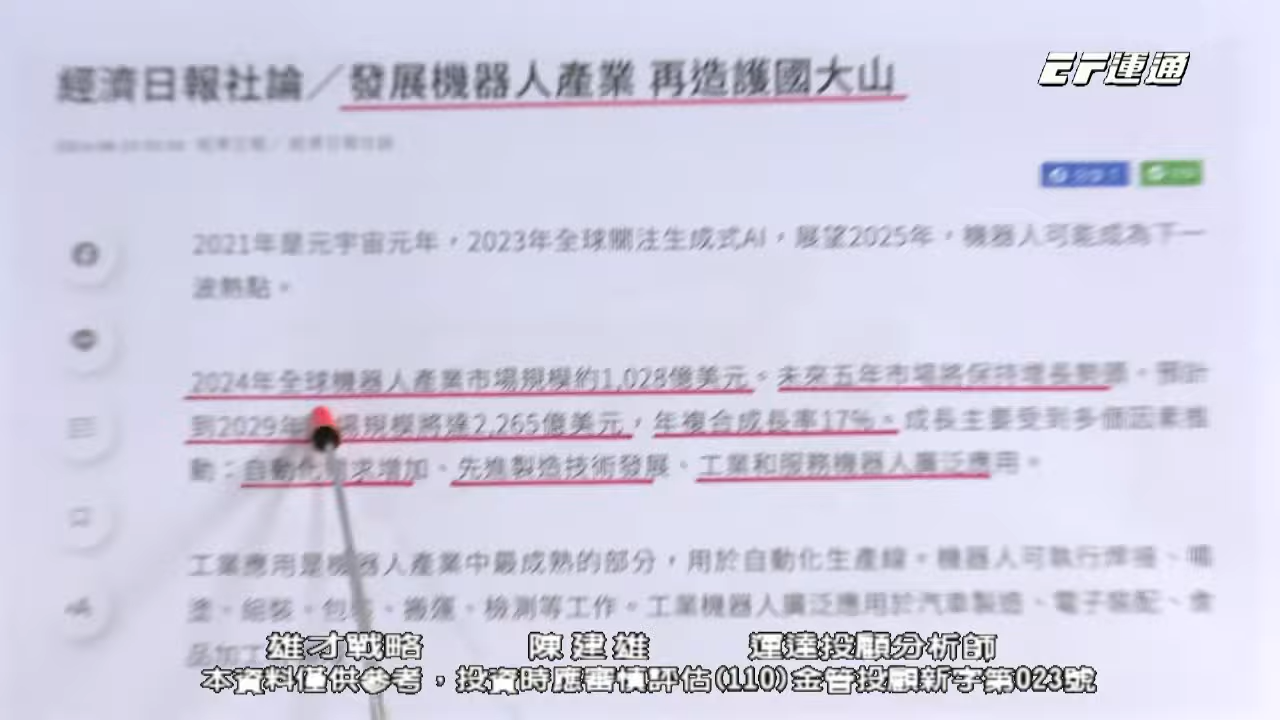 經濟日報社論／發展機器人產業 再造護國大山
EF運通
2021年是元宇宙元年，2023年全球關注生成式AI，展望2025年，機器人可能成為下一
波熱點。
2024年全球機器人產業市場規模約1,028億美元。未來五年市場將保持增長態勢。預計
到2029年 場規模將達2,265億美元，年複合成長率17%。成長主要受到多個因素推
動：自動化 求增加、先進製造技術發展、工業和服務機器人廣泛應用。
工業應用是機器人產業中最成熟的部分，用於自動化生產線。機器人可執行焊接、噴
塗、組裝、包 、搬運、檢測等工作。工業機器人廣泛應用於汽車製造、電子裝配、食
品加工
雄才戰略 陳建雄 運達投顧分析師
本資料僅供參考，投資時應審慎評估(110)金管投顧新字第023號